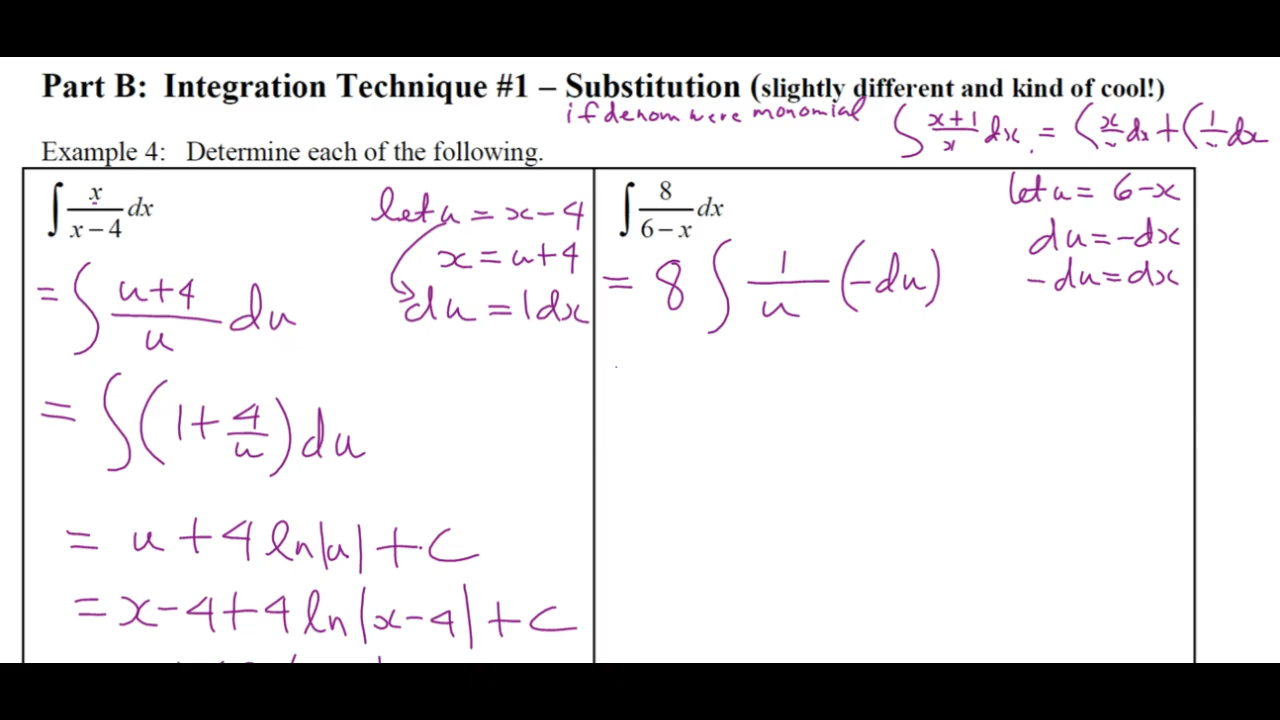 Part B: Integration Technique #1 – Substitution (slightly different and kind of cool!)
if denom were monomial
∫ (x+1)/x dx = ∫ x/x dx + ∫ 1/x dx
Example 4: Determine each of the following.
∫ x/(x – 4) dx
let u = x-4
x = u+4
du = 1dx
= ∫ (u+4)/u du
= ∫ (1 + 4/u) du
= u + 4 ln|u| + C
= x-4+4 ln|x-4| + C
∫ 8/(6 – x) dx
let u = 6-x
du = -dx
-du = dx
= 8 ∫ 1/u (-du)